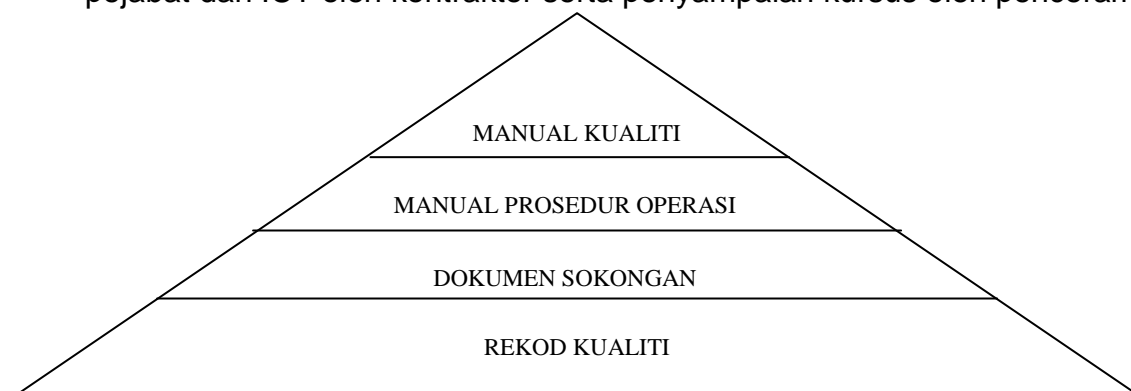 pejabat dan ICT oleh kontraktor serta penyampaian kursus oleh
MANUAL KUALITI
MANUAL PROSEDUR OPERASI
DOKUMEN SOKONGAN
REKOD KUALITI